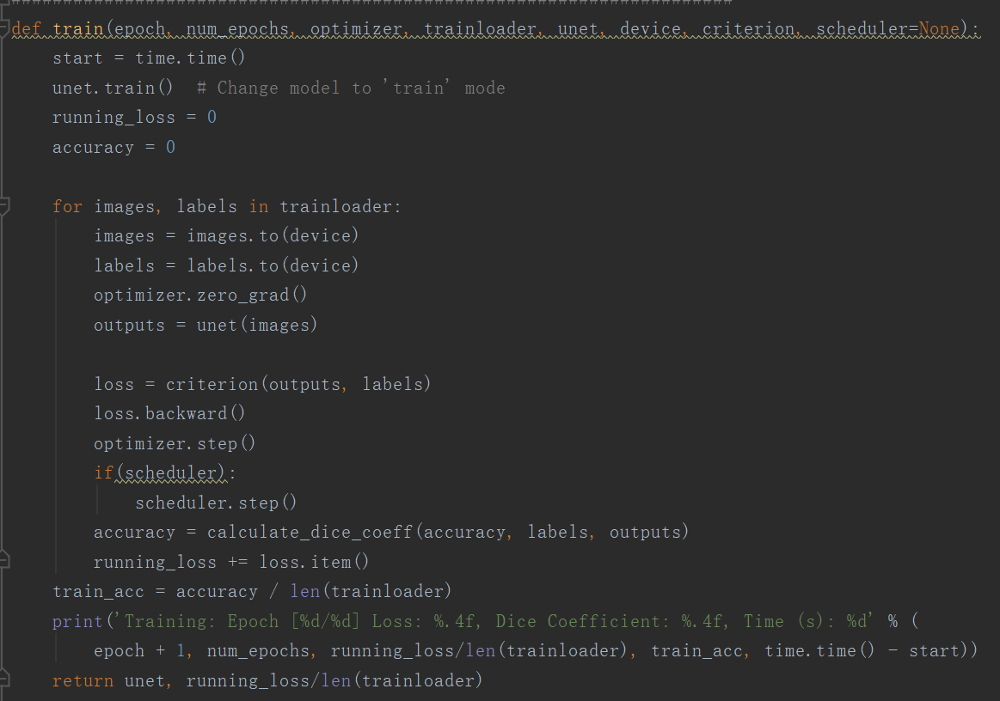 def train(epoch, num_epochs, optimizer, trainloader, unet, device, criterion, scheduler=None):
    start = time.time()
    unet.train()  # Change model to 'train' mode
    running_loss = 0
    accuracy = 0

    for images, labels in trainloader:
        images = images.to(device)
        labels = labels.to(device)
        optimizer.zero_grad()
        outputs = unet(images)

        loss = criterion(outputs, labels)
        loss.backward()
        optimizer.step()
        if(scheduler):
            scheduler.step()
        accuracy = calculate_dice_coeff(accuracy, labels, outputs)
        running_loss += loss.item()
    train_acc = accuracy / len(trainloader)
    print('Training: Epoch [%d/%d] Loss: %.4f, Dice Coefficient: %.4f, Time (s): %d' % (
        epoch + 1, num_epochs, running_loss/len(trainloader), train_acc, time.time() - start))
    return unet, running_loss/len(trainloader)